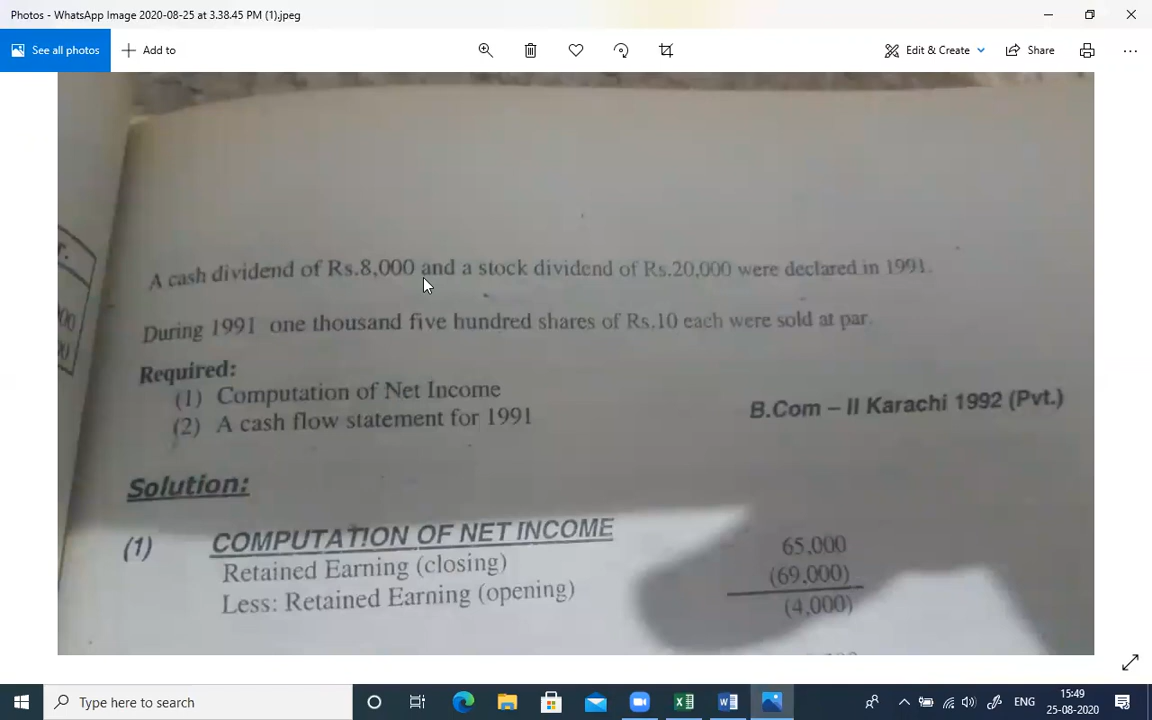 Photos - WhatsApp Image 2020-08-25 at 3.38.45 PM (1).jpeg
See all photos
Add to
Edit & Create
Share
A cash dividend of Rs.8,000 and a stock dividend of Rs.20,000 were declared in 1991.
During 1991 one thousand five hundred shares of Rs.10 each were sold at par.
Required:
(1) Computation of Net Income
(2) A cash flow statement for 1991
B.Com – II Karachi 1992 (Pvt.)
Solution:
(1) COMPUTATION OF NET INCOME
Retained Earning (closing) 65,000
Less: Retained Earning (opening) (69,000)
(4,000)
Type here to search
ENG
15:49
25-08-2020